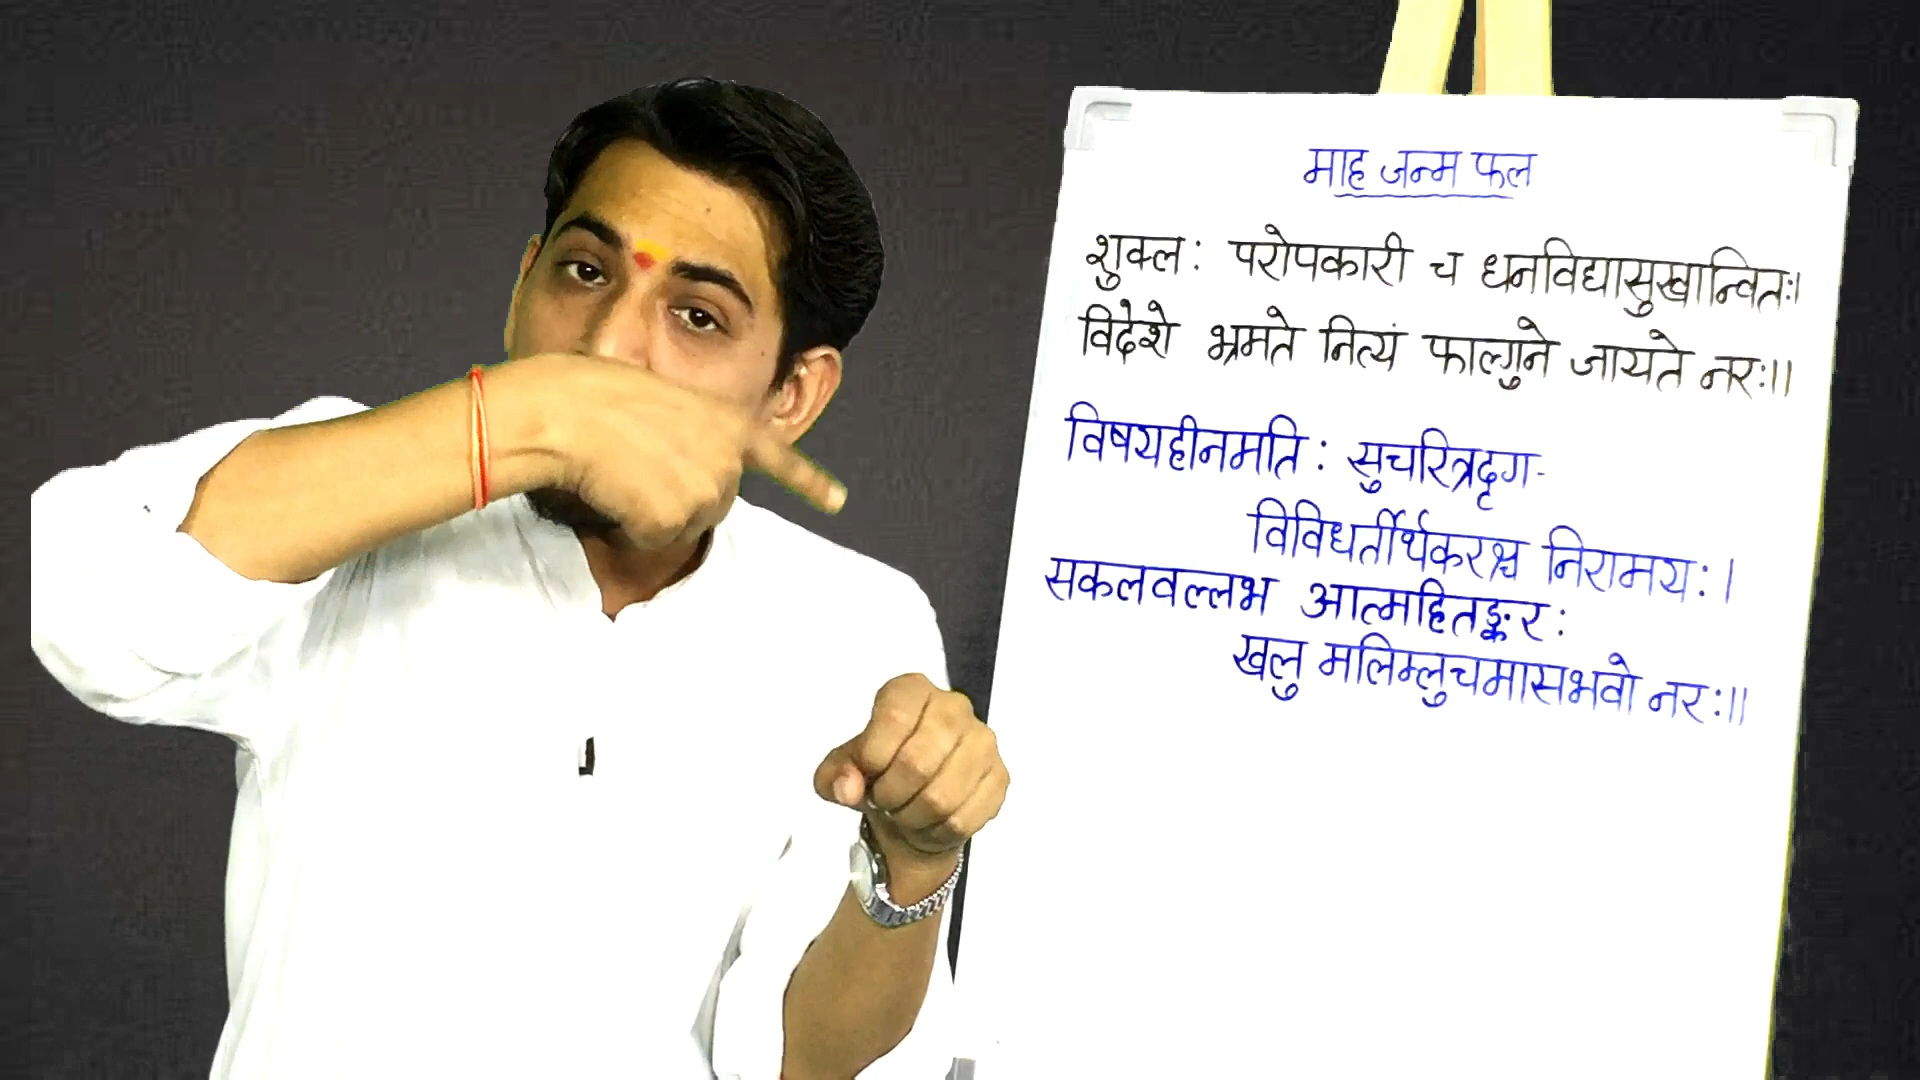 माह जन्म फल
शुक्ल: परोपकारी च धनविद्यासुखान्वितः।
विदेशे भ्रमते नित्यं फाल्गुने जायते नरः।।
विषयहीनमति: सुचरित्रदृग-
विविधर्तीर्थकरश्च निरामय:।
सकलवल्लभ आत्महितङ्कर:
खलु मलिम्लुचमासभवो नर:॥